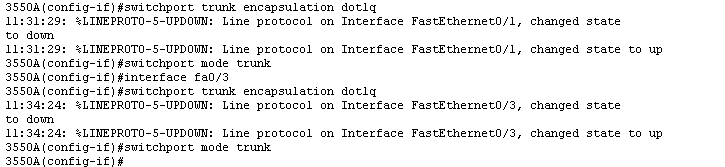 3550A(config-if)#switchport trunk encapsulation dotlq
11:31:29: %LINEPROTO-5-UPDOWN: Line protocol on Interface FastEthernet0/1, changed state
to down
11:31:29: %LINEPROTO-5-UPDOWN: Line protocol on Interface FastEthernet0/1, changed state to up
3550A(config-if)#switchport mode trunk
3550A(config-if)#interface fa0/3
3550A(config-if)#switchport trunk encapsulation dotlq
11:34:24: %LINEPROTO-5-UPDOWN: Line protocol on Interface FastEthernet0/3, changed state
to down
11:34:24: %LINEPROTO-5-UPDOWN: Line protocol on Interface FastEthernet0/3, changed state to up
3550A(config-if)#switchport mode trunk
3550A(config-if)#